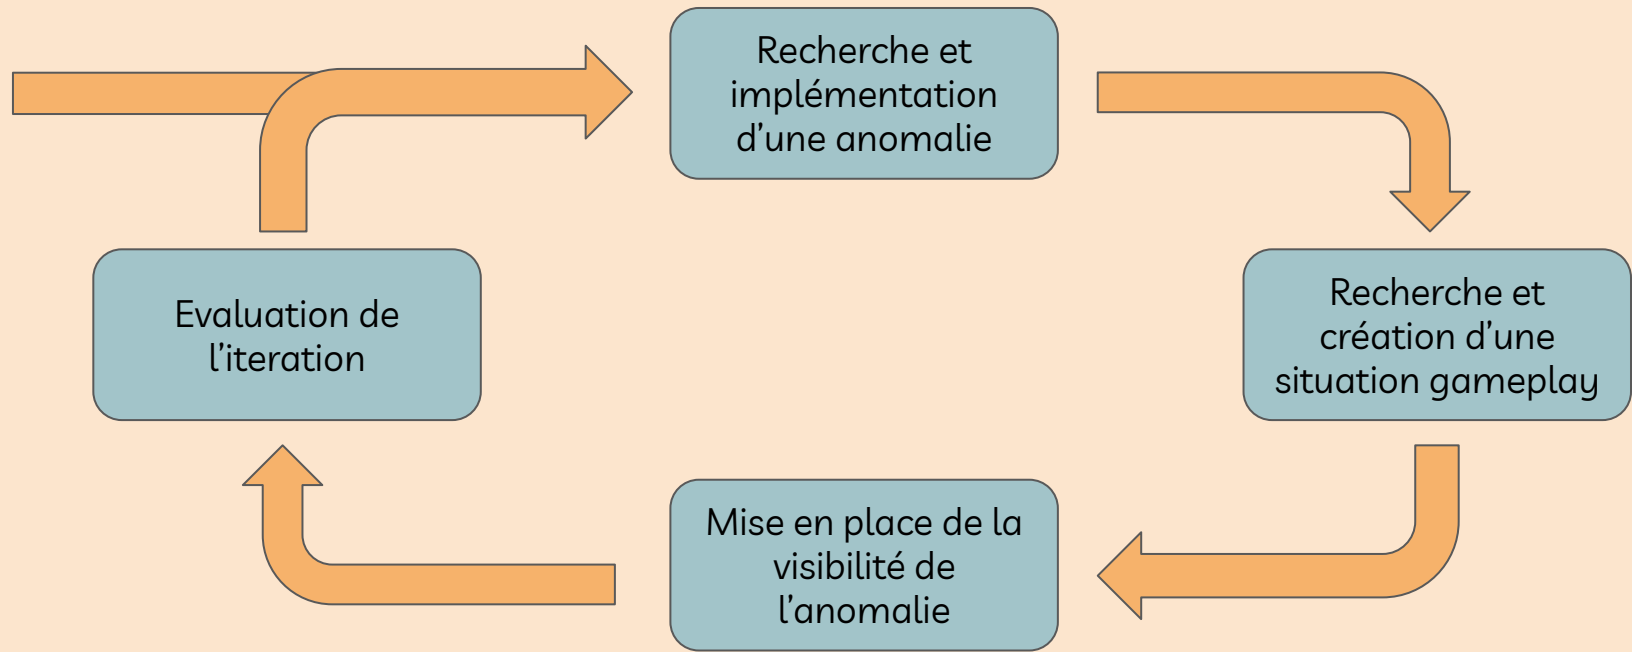 Recherche et
implémentation
d’une anomalie
Recherche et
création d’une
situation gameplay
Mise en place de la
visibilité de
l’anomalie
Evaluation de
l’iteration